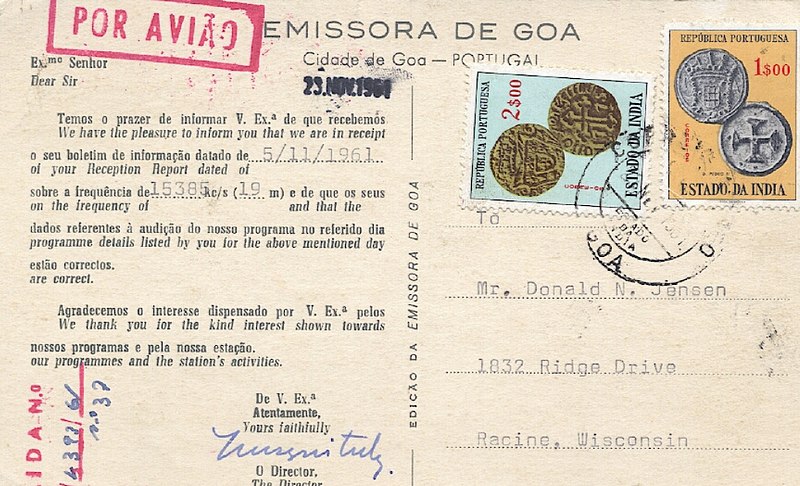 POR AVIÃO
EMISSORA DE GOA
Cidade de Goa — PORTUGAL
23.NOV.1961
Ex.mo Senhor
Dear Sir
Temos o prazer de informar V. Ex.ª de que recebemos
We have the pleasure to inform you that we are in receipt
o seu boletim de informação datado de 5/11/1961
of your Reception Report dated of
sobre a frequência de 15385 kc/s (19 m) e de que os seus
on the frequency of and that the
dados referentes à audição do nosso programa no referido dia
programme details listed by you for the above mentioned day
estão correctos.
are correct.
Agradecemos o interesse dispensado por V. Ex.ª pelos
We thank you for the kind interest shown towards
nossos programas e pela nossa estação.
our programmes and the station's activities.
De V. Ex.ª
Atentamente,
Yours faithfully
O Director,
The Director
IDA N.º
nº 37
EDIÇÃO DA EMISSORA DE GOA
REPÚBLICA PORTUGUESA
2$00
ESTADO DA INDIA
REPÚBLICA PORTUGUESA
1$00
ESTADO DA INDIA
GOA
To
Mr. Donald N. Jensen
1832 Ridge Drive
Racine, Wisconsin